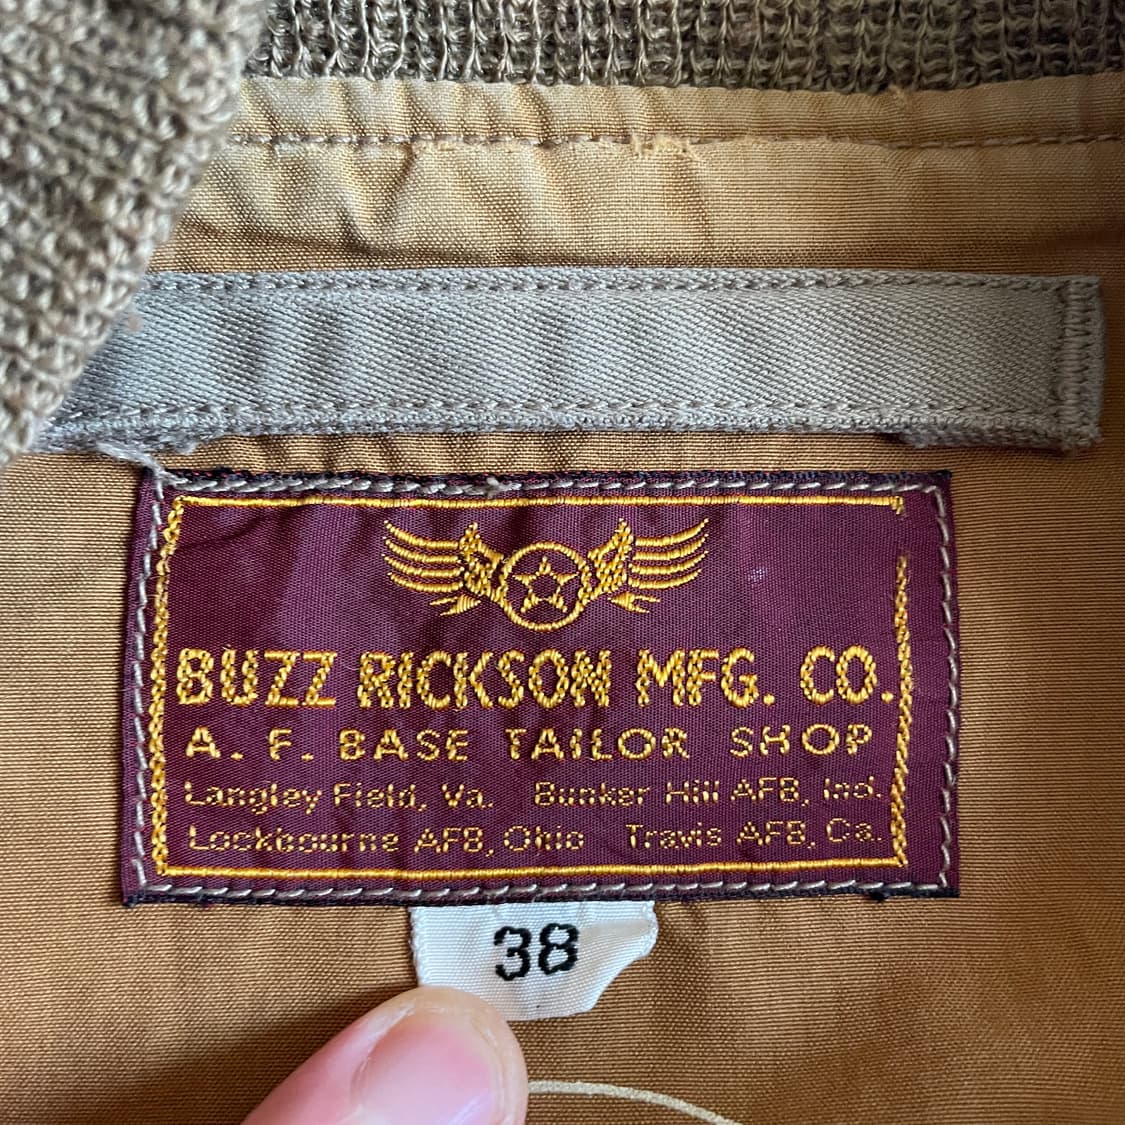 BUZZ RICKSON MFG. CO.
A. F. BASE TAILOR SHOP
Langley Field, Va. Bunker Hill AFB, Ind.
Lockbourne AFB, Ohio Travis AFB, Ca.
38